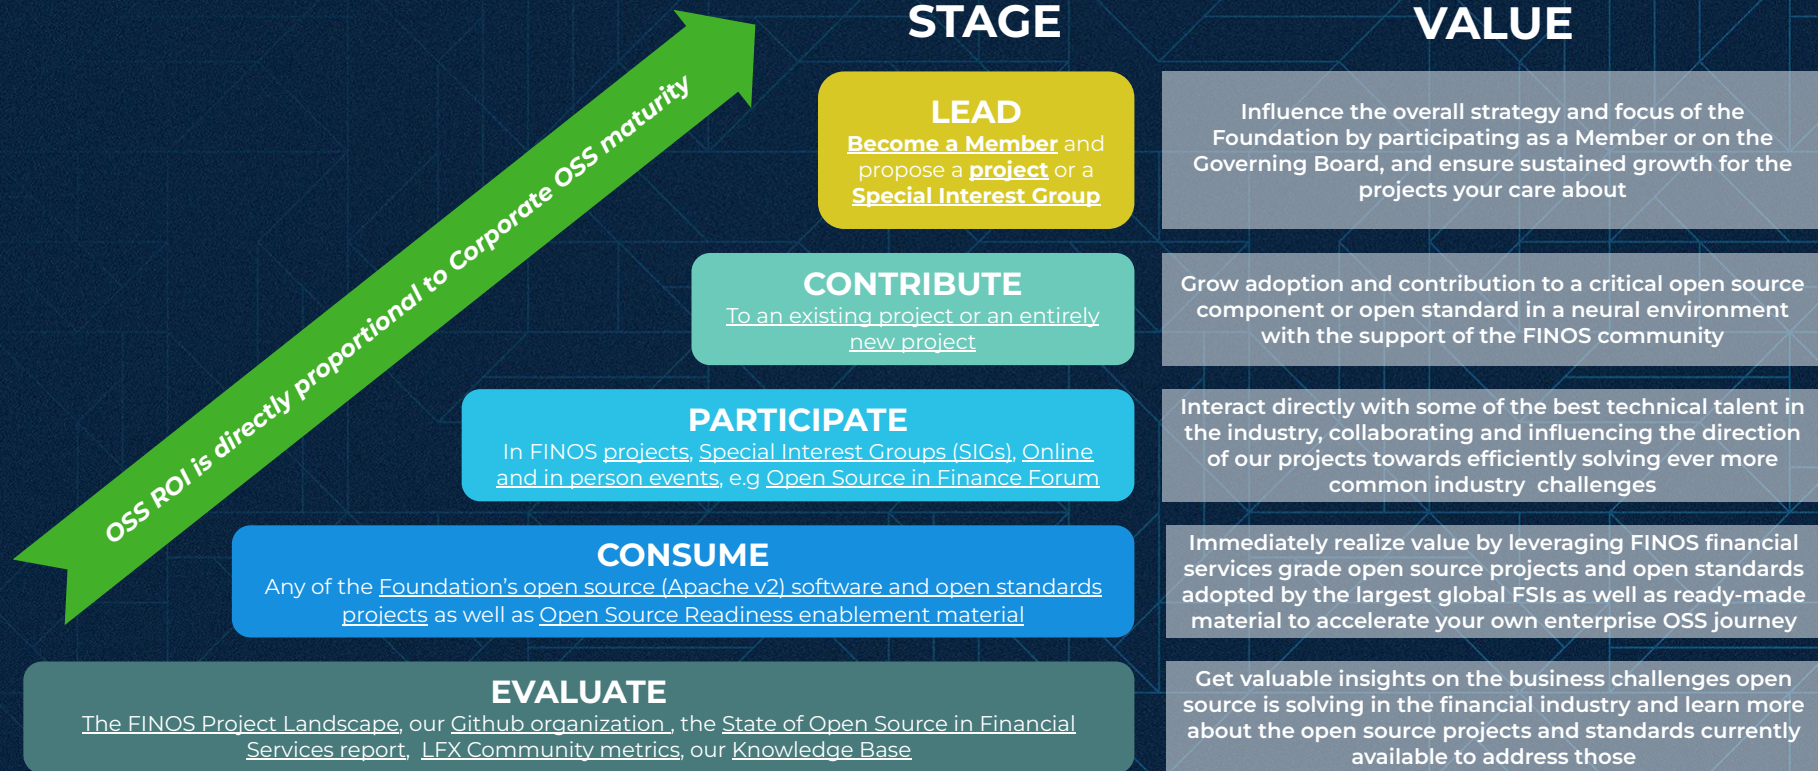 STAGE
VALUE
OSS ROI is directly proportional to Corporate OSS maturity
LEAD
Become a Member and
propose a project or a
Special Interest Group
Influence the overall strategy and focus of the
Foundation by participating as a Member or on the
Governing Board, and ensure sustained growth for the
projects your care about
CONTRIBUTE
To an existing project or an entirely
new project
Grow adoption and contribution to a critical open source
component or open standard in a neural environment
with the support of the FINOS community
PARTICIPATE
In FINOS projects, Special Interest Groups (SIGs), Online
and in person events, e.g Open Source in Finance Forum
Interact directly with some of the best technical talent in
the industry, collaborating and influencing the direction
of our projects towards efficiently solving ever more
common industry challenges
CONSUME
Any of the Foundation's open source (Apache v2) software and open standards
projects as well as Open Source Readiness enablement material
Immediately realize value by leveraging FINOS financial
services grade open source projects and open standards
adopted by the largest global FSIs as well as ready-made
material to accelerate your own enterprise OSS journey
EVALUATE
The FINOS Project Landscape, our Github organization , the State of Open Source in Financial
Services report, LFX Community metrics, our Knowledge Base
Get valuable insights on the business challenges open
source is solving in the financial industry and learn more
about the open source projects and standards currently
available to address those